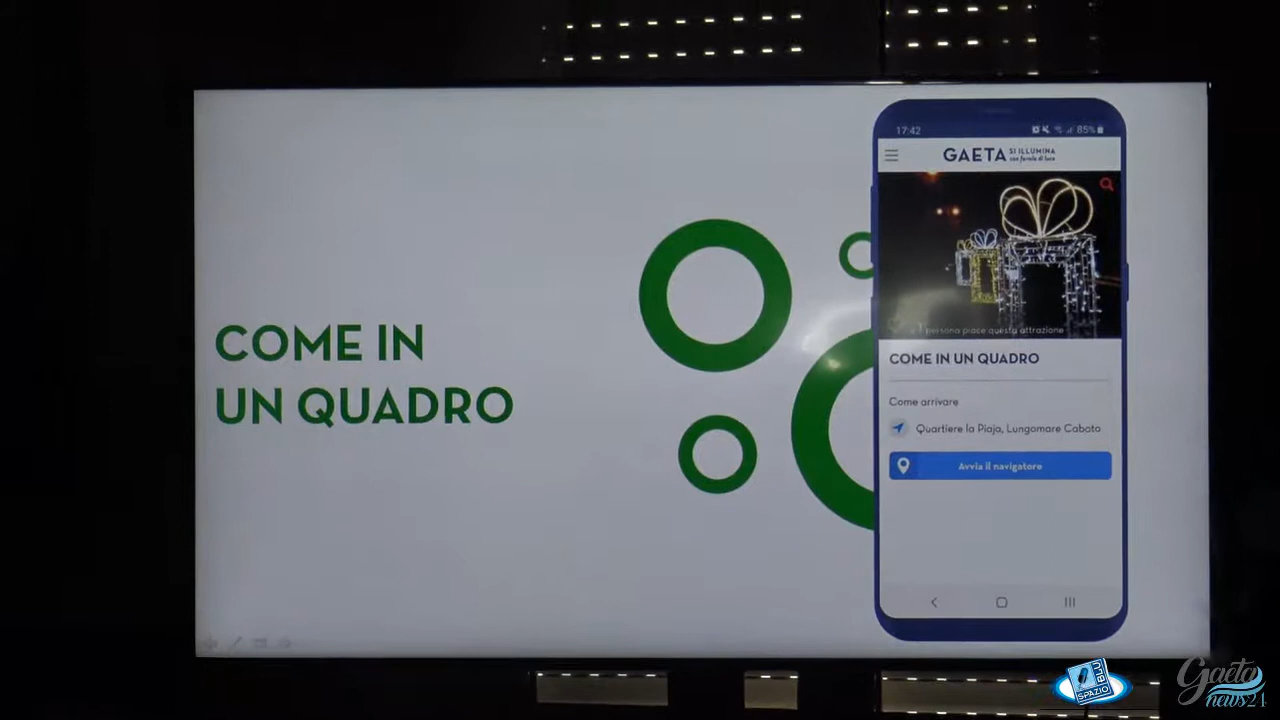 COME IN
UN QUADRO
17:42
85%
GAETA SI ILLUMINA
con favole di luce
1 persona piace questa attrazione
COME IN UN QUADRO
Come arrivare
Quartiere la Piaja, Lungomare Caboto
Avvia il navigatore
SPAZIO BLU
Gaeta
news24